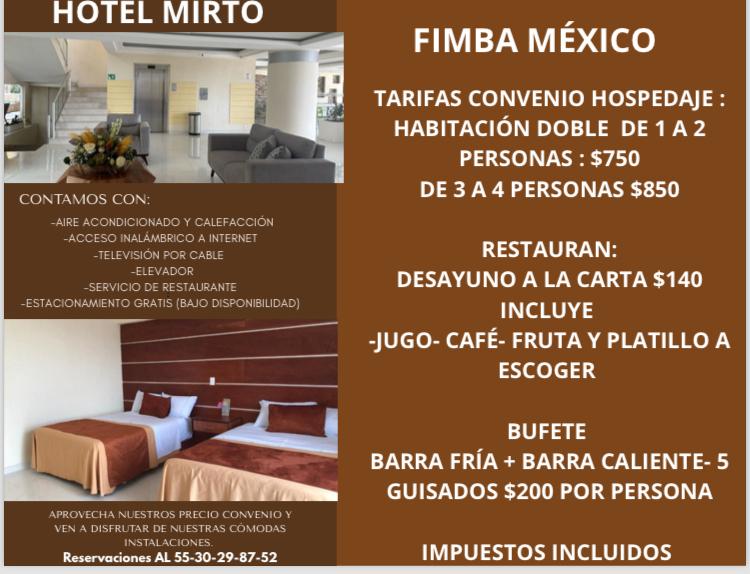 HOTEL MIRTO
CONTAMOS CON:
-AIRE ACONDICIONADO Y CALEFACCIÓN
-ACCESO INALÁMBRICO A INTERNET
-TELEVISIÓN POR CABLE
-ELEVADOR
-SERVICIO DE RESTAURANTE
-ESTACIONAMIENTO GRATIS (BAJO DISPONIBILIDAD)
APROVECHA NUESTROS PRECIO CONVENIO Y
VEN A DISFRUTAR DE NUESTRAS CÓMODAS
INSTALACIONES.
Reservaciones AL 55-30-29-87-52
FIMBA MÉXICO
TARIFAS CONVENIO HOSPEDAJE :
HABITACIÓN DOBLE DE 1 A 2
PERSONAS : $750
DE 3 A 4 PERSONAS $850
RESTAURAN:
DESAYUNO A LA CARTA $140
INCLUYE
-JUGO- CAFÉ- FRUTA Y PLATILLO A
ESCOGER
BUFETE
BARRA FRÍA + BARRA CALIENTE- 5
GUISADOS $200 POR PERSONA
IMPUESTOS INCLUIDOS